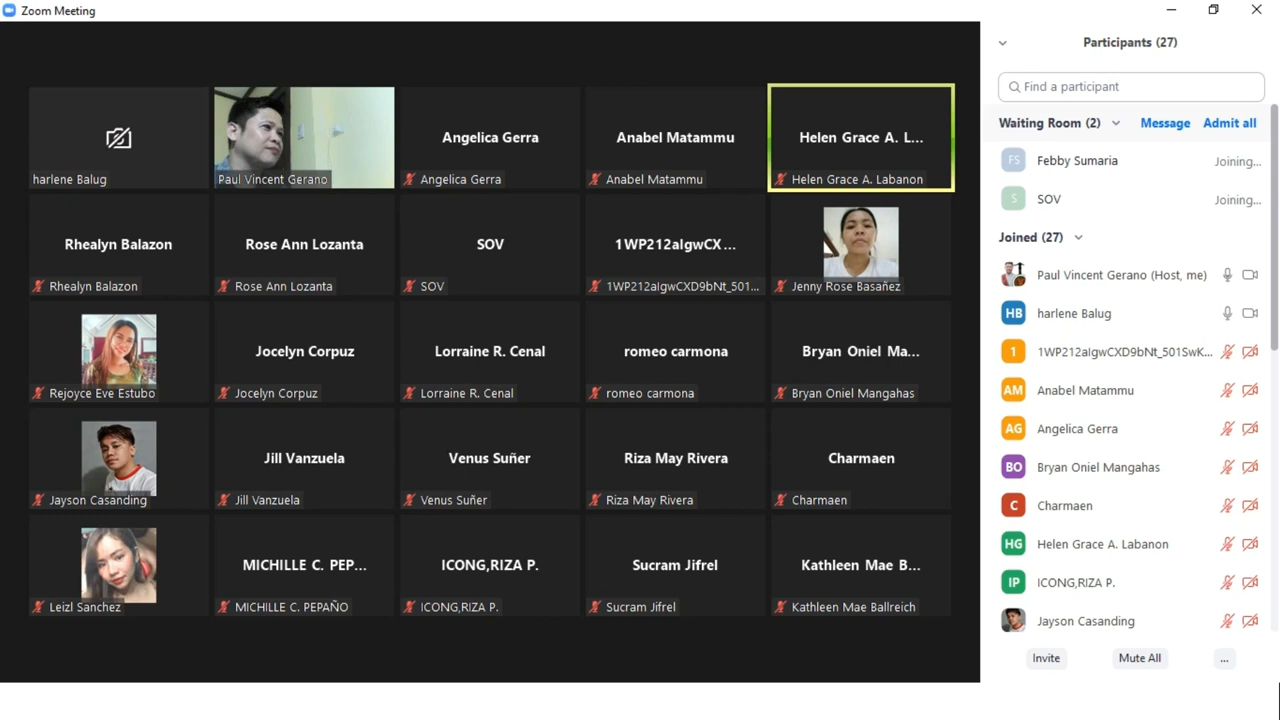 Zoom Meeting
harlene Balug
Paul Vincent Gerano
Angelica Gerra
Angelica Gerra
Anabel Matammu
Anabel Matammu
Helen Grace A. L...
Helen Grace A. Labanon
Rhealyn Balazon
Rhealyn Balazon
Rose Ann Lozanta
Rose Ann Lozanta
SOV
SOV
1WP212aIgwCX...
1WP212aIgwCXD9bNt_501...
Jenny Rose Basañez
Rejoyce Eve Estubo
Jocelyn Corpuz
Jocelyn Corpuz
Lorraine R. Cenal
Lorraine R. Cenal
romeo carmona
romeo carmona
Bryan Oniel Ma...
Bryan Oniel Mangahas
Jayson Casanding
Jill Vanzuela
Jill Vanzuela
Venus Suñer
Venus Suñer
Riza May Rivera
Riza May Rivera
Charmaen
Charmaen
Leizl Sanchez
MICHILLE C. PEP...
MICHILLE C. PEPAÑO
ICONG,RIZA P.
ICONG,RIZA P.
Sucram Jifrel
Sucram Jifrel
Kathleen Mae B...
Kathleen Mae Ballreich
Participants (27)
Find a participant
Waiting Room (2) Message Admit all
FS Febby Sumaria Joining...
S SOV Joining...
Joined (27)
Paul Vincent Gerano (Host, me)
HB harlene Balug
1 1WP212aIgwCXD9bNt_501SwK...
AM Anabel Matammu
AG Angelica Gerra
BO Bryan Oniel Mangahas
C Charmaen
HG Helen Grace A. Labanon
IP ICONG,RIZA P.
Jayson Casanding
Invite Mute All ...